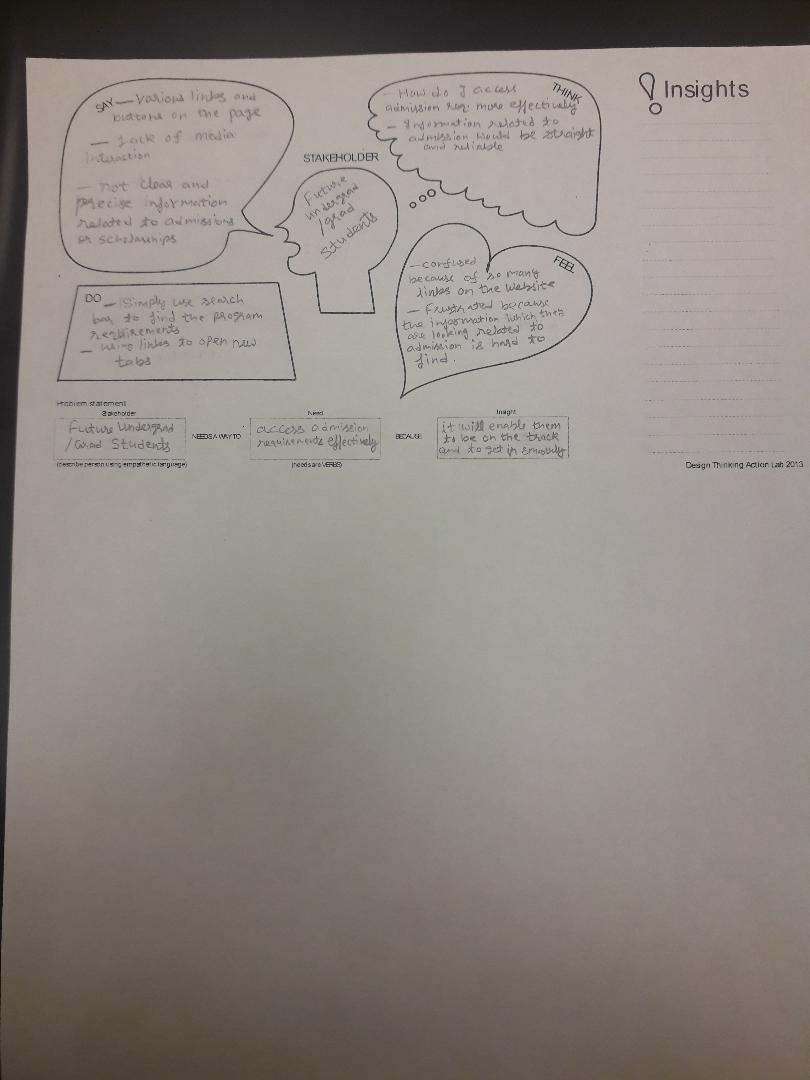 SAY – Various links and
buttons on the page
– Lack of media
interaction
– not clear and
precise information
related to admissions
or scholarships
STAKEHOLDER
Future
undergrad
/grad
Students
– How do I access
THINK
admission req. more effectively
– Information related to
admission would be straight
and reliable
Insights
– confused
FEEL
because of so many
links on the website
– Frustrated because
the information which they
are looking related to
admission is hard to
find.
DO – Simply use search
bar to find the program
requirements
– using links to open new
tabs
Problem statement
Stakeholder
Need
Insight
Future Undergrad
/Grad Students
NEEDS A WAY TO
access admission
requirements effectively
BECAUSE
it will enable them
to be on the track
and to get in smoothly
(describe person using empathetic language)
(needs are VERBS)
Design Thinking Action Lab 2013